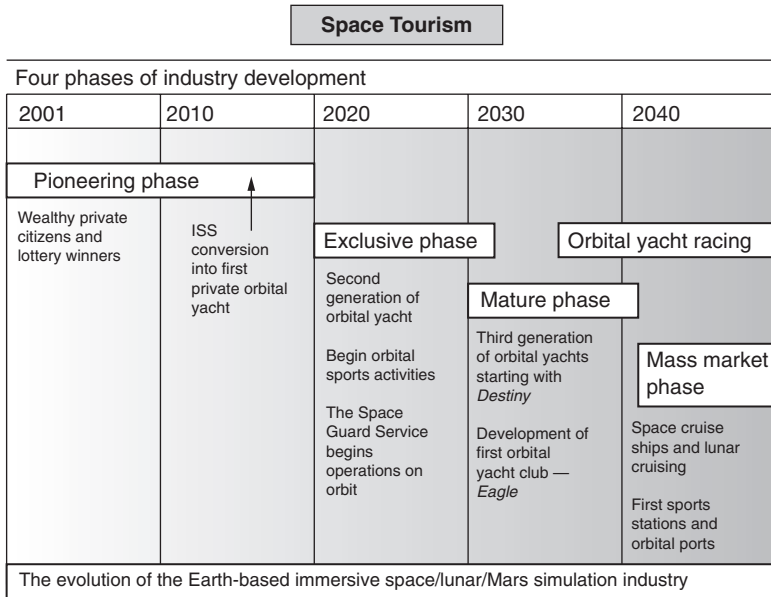 Space Tourism
Four phases of industry development
2001
2010
2020
2030
2040
Pioneering phase
Wealthy private
citizens and
lottery winners
ISS
conversion
into first
private orbital
yacht
Exclusive phase
Second
generation of
orbital yacht
Begin orbital
sports activities
The Space
Guard Service
begins
operations on
orbit
Orbital yacht racing
Mature phase
Third generation
of orbital yachts
starting with
Destiny
Development of
first orbital
yacht club —
Eagle
Mass market
phase
Space cruise
ships and lunar
cruising
First sports
stations and
orbital ports
The evolution of the Earth-based immersive space/lunar/Mars simulation industry